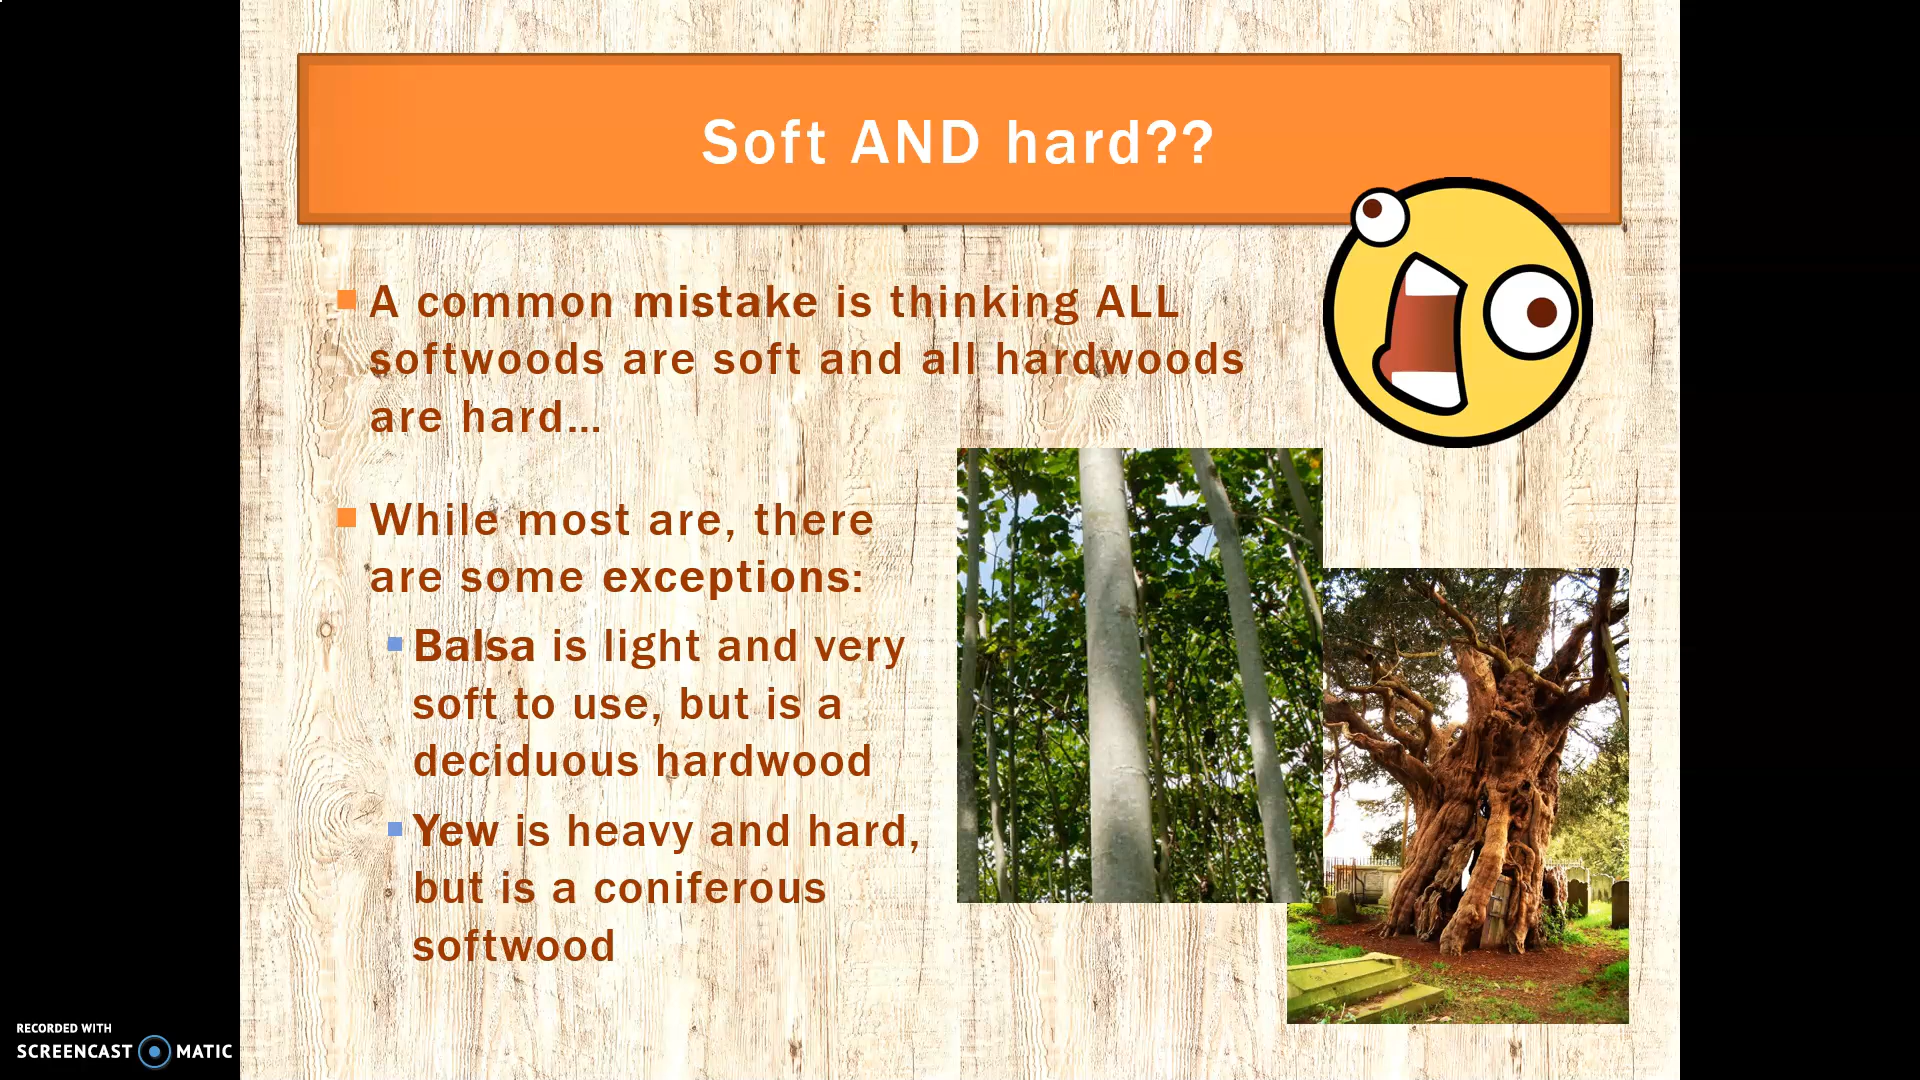 Soft AND hard??
A common mistake is thinking ALL
softwoods are soft and all hardwoods
are hard...
While most are, there
are some exceptions:
Balsa is light and very
soft to use, but is a
deciduous hardwood
Yew is heavy and hard,
but is a coniferous
softwood
RECORDED WITH
SCREENCAST MATIC